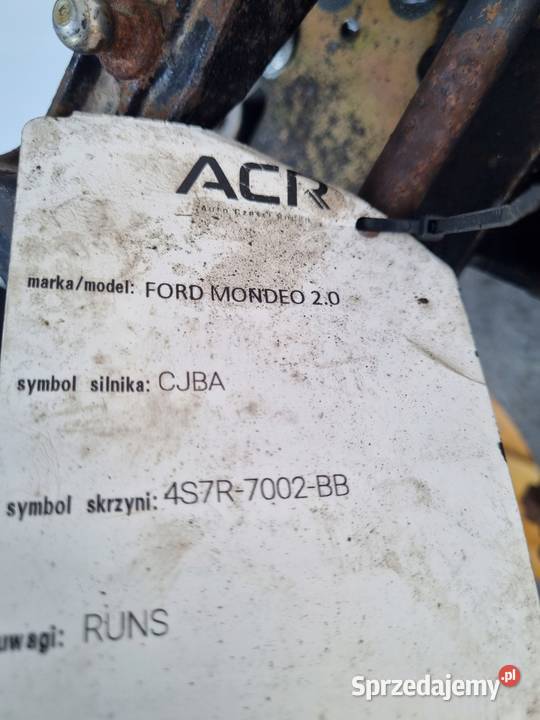 ACR
marka/model: FORD MONDEO 2.0
symbol silnika: CJBA
symbol skrzyni: 4S7R-7002-BB
uwagi: RUNS
Sprzedajemy.pl